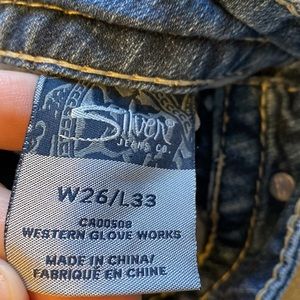 Silver®
JEANS CO.
W26/L33
CA00508
WESTERN GLOVE WORKS
MADE IN CHINA/
FABRIQUÉ EN CHINE